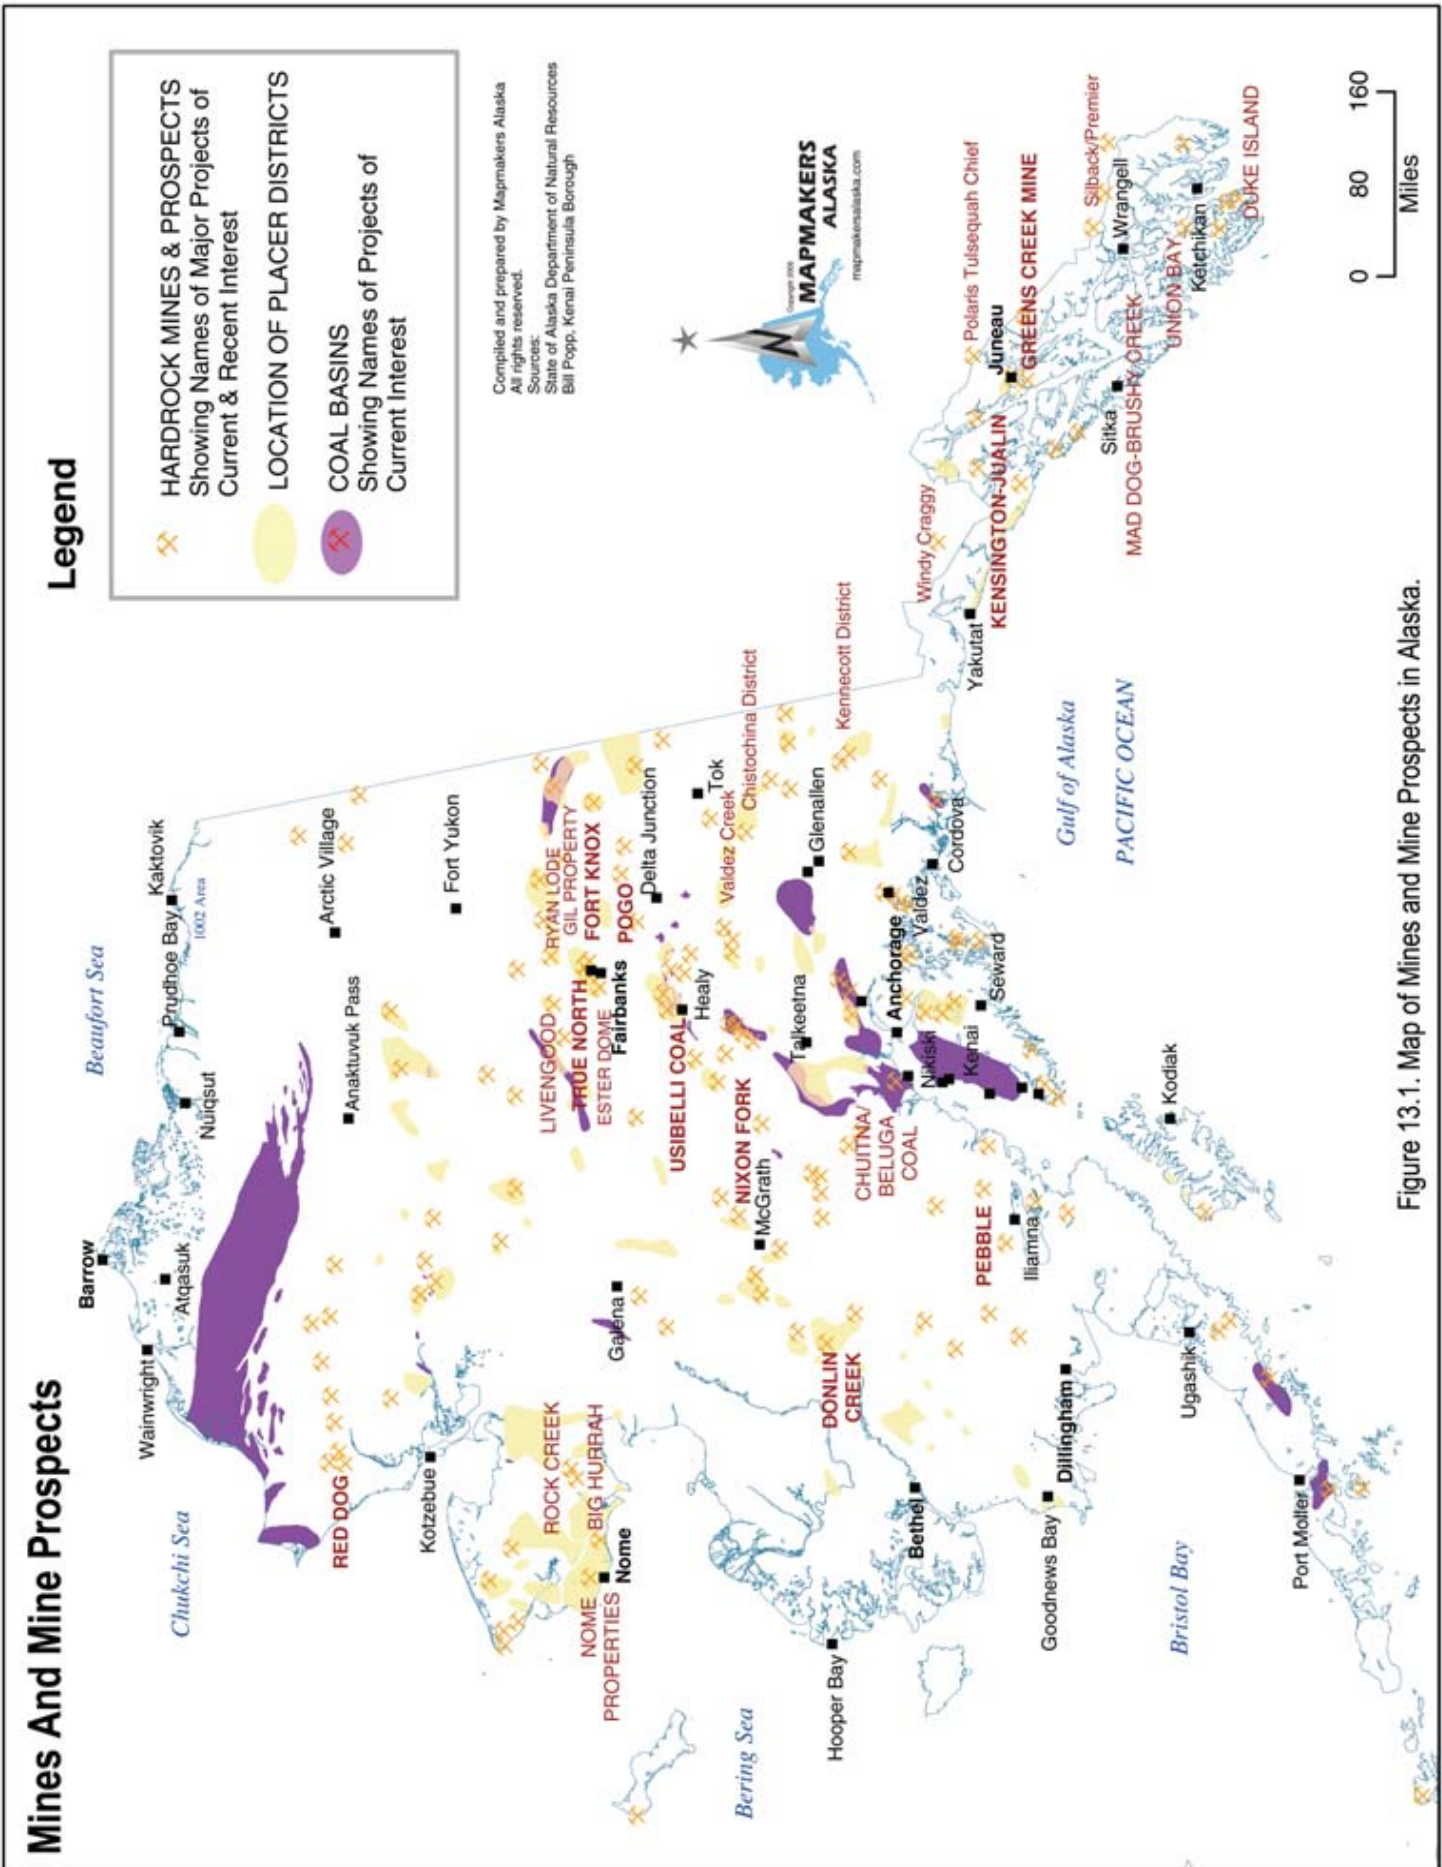 Mines And Mine Prospects
Legend
HARDROCK MINES & PROSPECTS
Showing Names of Major Projects of
Current & Recent Interest
LOCATION OF PLACER DISTRICTS
COAL BASINS
Showing Names of Projects of
Current Interest
Compiled and prepared by Mapmakers Alaska
All rights reserved.
Sources:
State of Alaska Department of Natural Resources
Bill Popp, Kenai Peninsula Borough
N
Copyright 2005
MAPMAKERS
ALASKA
mapmakersalaska.com
Beaufort Sea
Chukchi Sea
Barrow
Wainwright
Atqasuk
Nuiqsut
Prudhoe Bay
Kaktovik
1002 Area
Anaktuvuk Pass
Arctic Village
Fort Yukon
RED DOG
Kotzebue
ROCK CREEK
BIG HURRAH
Nome
NOME
PROPERTIES
Galena
LIVENGOOD
TRUE NORTH
ESTER DOME
Fairbanks
RYAN LODE
GIL PROPERTY
FORT KNOX
POGO
Delta Junction
Tok
USIBELLI COAL
Healy
Valdez Creek
Chistochina District
Kennecott District
NIXON FORK
McGrath
Talkeetna
Glenallen
DONLIN
CREEK
CHUITNA/
BELUGA
COAL
Anchorage
Valdez
Cordova
Nikiski
Kenai
Seward
Bering Sea
Hooper Bay
Bethel
PEBBLE
Iliamna
Goodnews Bay
Dillingham
Kodiak
Ugashik
Bristol Bay
Port Moller
Gulf of Alaska
PACIFIC OCEAN
Yakutat
Windy Craggy
KENSINGTON-JUALIN
Polaris Tulsequah Chief
Juneau
GREENS CREEK MINE
Sitka
MAD DOG-BRUSHY CREEK
Silback/Premier
Wrangell
UNION BAY
Ketchikan
DUKE ISLAND
0 80 160
Miles
Figure 13.1. Map of Mines and Mine Prospects in Alaska.